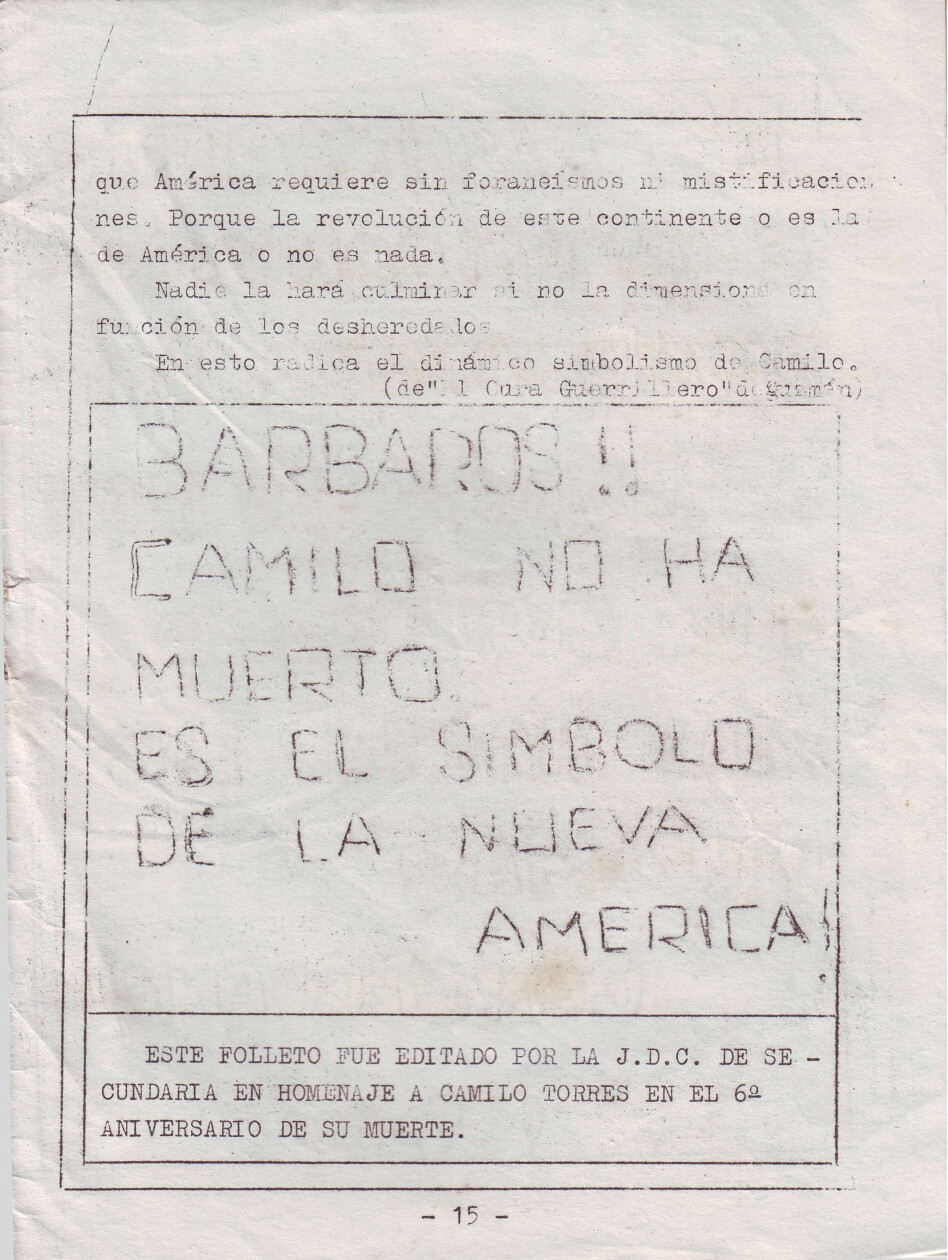 que América requiere sin foraneísmos ni mistificacio-
nes. Porque la revolución de este continente o es la
de América o no es nada.
Nadie la hará culminar si no la dimensiona en
función de los desheredados.
En esto radica el dinámico simbolismo de Camilo.
(de "El Cura Guerrillero" de Guzmán)
BARBAROS !!
CAMILO NO HA
MUERTO.
ES EL SIMBOLO
DE LA NUEVA
AMERICA!
ESTE FOLLETO FUE EDITADO POR LA J.D.C. DE SE -
CUNDARIA EN HOMENAJE A CAMILO TORRES EN EL 6º
ANIVERSARIO DE SU MUERTE.
- 15 -